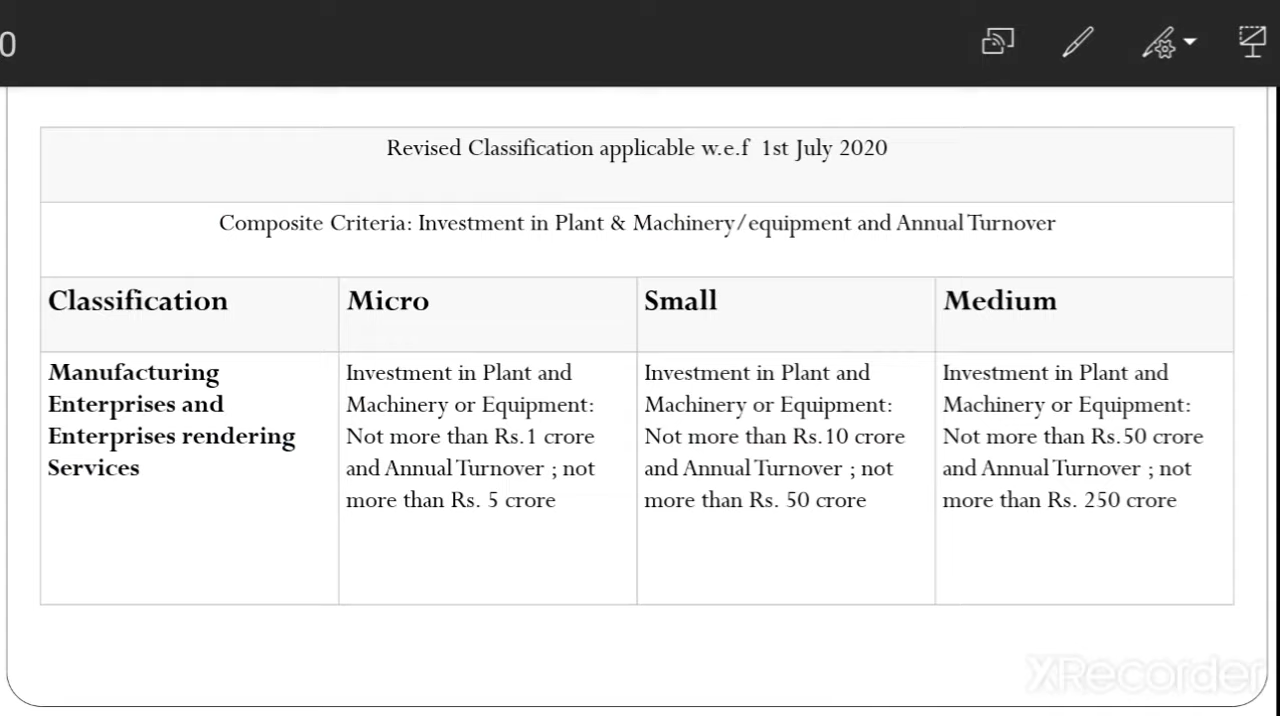 0
Revised Classification applicable w.e.f 1st July 2020
Composite Criteria: Investment in Plant & Machinery/equipment and Annual Turnover
Classification
Micro
Small
Medium
Manufacturing
Enterprises and
Enterprises rendering
Services
Investment in Plant and
Machinery or Equipment:
Not more than Rs.1 crore
and Annual Turnover ; not
more than Rs. 5 crore
Investment in Plant and
Machinery or Equipment:
Not more than Rs.10 crore
and Annual Turnover ; not
more than Rs. 50 crore
Investment in Plant and
Machinery or Equipment:
Not more than Rs.50 crore
and Annual Turnover ; not
more than Rs. 250 crore
XRecorder